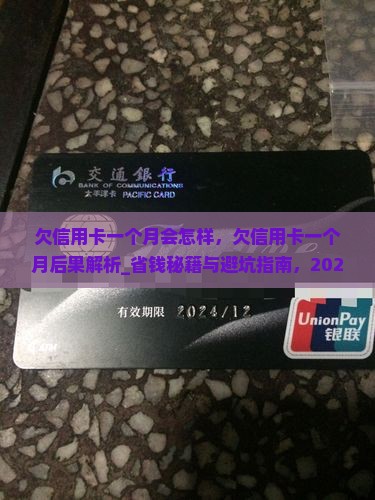 交通銀行
BANK OF COMMUNICATIONS
太平洋卡 PACIFIC CARD
欠信用卡一个月会怎样，欠信用卡一个
月后果解析_省钱秘籍与避坑指南，202
有效期限 2024/12
UnionPay
银联
ATM